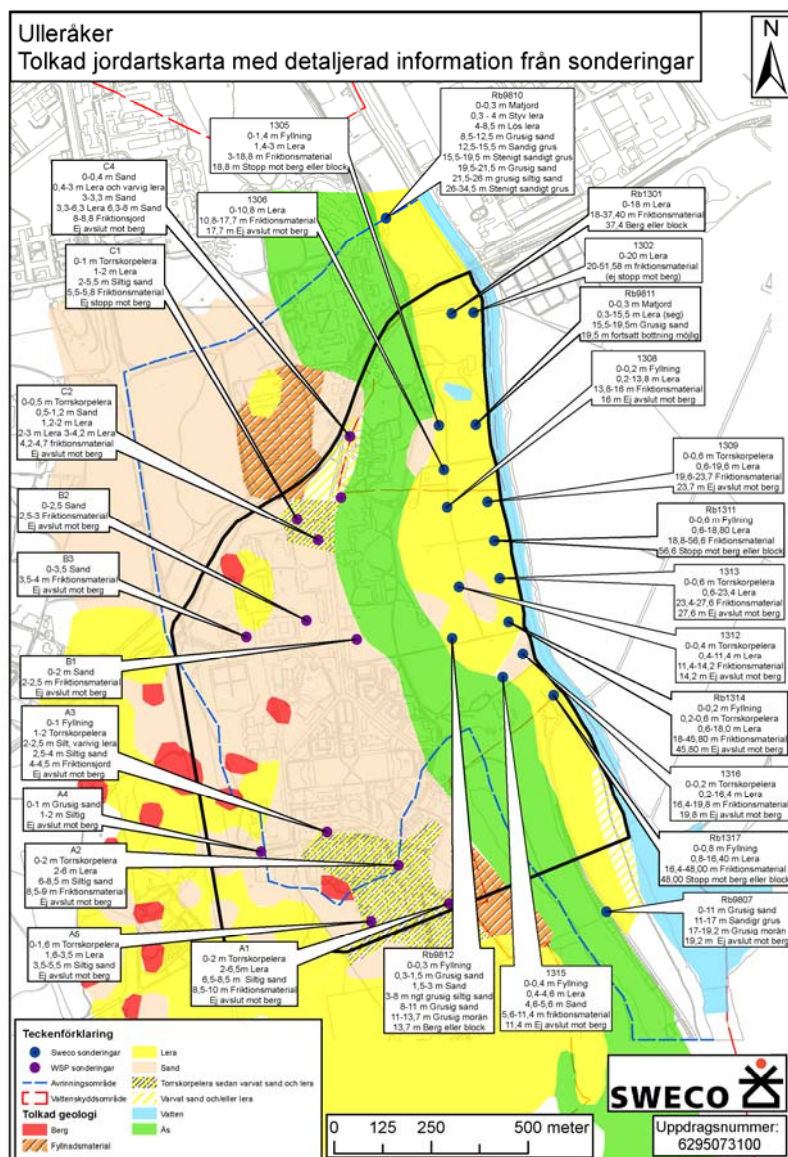 Ulleråker
Tolkad jordartskarta med detaljerad information från sonderingar
N
Rb9810
0-0,3 m Matjord
0,3 - 4 m Styv lera
4-8,5 m Lös lera
8,5-12,5 m Grusig sand
12,5-15,5 m Sandig grus
15,5-19,5 m Stenigt sandigt grus
19,5-21,5 m Grusig sand
21,5-26 m grusig siltig sand
26-34,5 m Stenigt sandigt grus
1305
0-1,4 m Fyllning
1,4-3 m Lera
3-18,8 m Friktionsmaterial
18,8 m Stopp mot berg eller block
C4
0-0,4 m Sand
0,4-3 m Lera och varvig lera
3-3,3 m Sand
3,3-6,3 Lera 6,3-8 m Sand
8-8,8 Friktionsjord
Ej avslut mot berg
1306
0-10,8 m Lera
10,8-17,7 m Friktionsmaterial
17,7 m Ej avslut mot berg
Rb1301
0-18 m Lera
18-37,40 m Friktionsmaterial
37,4 Berg eller block
1302
0-20 m Lera
20-51,58 m friktionsmaterial
(ej stopp mot berg)
C1
0-1 m Torrskorpelera
1-2 m Lera
2-5,5 m Siltig sand
5,5-5,8 Friktionsmaterial
Ej stopp mot berg
Rb9811
0-0,3 m Matjord
0,3-15,5 m Lera (seg)
15,5-19,5m Grusig sand
19,5 m fortsatt bottning möjlig
1308
0-0,2 m Fyllning
0,2-13,8 m Lera
13,8-16 m Friktionsmaterial
16 m Ej avslut mot berg
C2
0-0,5 m Torrskorpelera
0,5-1,2 m Sand
1,2-2 m Lera
2-3 m Lera 3-4,2 m Lera
4,2-4,7 friktionsmaterial
Ej avslut mot berg
1309
0-0,6 m Torrskorpelera
0,6-19,6 m Lera
19,6-23,7 Friktionsmaterial
23,7 m Ej avslut mot berg
B2
0-2,5 Sand
2,5-3 Friktionsmaterial
Ej avslut mot berg
Rb1311
0-0,6 m Fyllning
0,6-18,80 Lera
18,8-56,6 Friktionsmaterial
56,6 Stopp mot berg eller block
B3
0-3,5 Sand
3,5-4 m Friktionsmaterial
Ej avslut mot berg
1313
0-0,6 m Torrskorpelera
0,6-23,4 Lera
23,4-27,6 m Friktionsmaterial
27,6 m Ej avslut mot berg
1312
0-0,4 m Torrskorpelera
0,4-11,4 m Lera
11,4-14,2 Friktionsmaterial
14,2 m Ej avslut mot berg
B1
0-2 m Sand
2-2,5 m Friktionsmaterial
Ej avslut mot berg
Rb1314
0-0,2 m Fyllning
0,2-0,6 m Torrskorpelera
0,6-18,0 m Lera
18-45,80 m Friktionsmaterial
45,80 m Ej avslut mot berg
A3
0-1 Fyllning
1-2 Torrskorpelera
2-2,5 m Silt, varvig lera
2,5-4 m Siltig sand
4-4,5 m Friktionsjord
Ej avslut mot berg
1316
0-0,2 m Torrskorpelera
0,2-16,4 m Lera
16,4-19,8 m Friktionsmaterial
19,8 m Ej avslut mot berg
A4
0-1 m Grusig sand
1-2 m Siltig
Ej avslut mot berg
Rb1317
0-0,8 m Fyllning
0,8-16,40 m Lera
16,4-48,00 m Friktionsmaterial
48,00 Stopp mot berg eller block
A2
0-2 m Torrskorpelera
2-6 m Lera
6-8,5 m Siltig sand
8,5-9 m Friktionsmaterial
Ej avslut mot berg
Rb9807
0-11 m Grusig sand
11-17 m Sandigr grus
17-19,2 m Grusig morän
19,2 m Ej avslut mot berg
A5
0-1,6 m Torrskorpelera
1,6-3,5 m Lera
3,5-5,5 m Siltig sand
Ej avslut mot berg
A1
0-2 m Torrskorpelera
2-6,5m Lera
6,5-8,5 m Siltig sand
8,5-10 m Friktionsmaterial
Ej avslut mot berg
Rb9812
0-0,3 m Fyllning
0,3-1,5 m Grusig sand
1,5-3 m Sand
3-8 m ngt grusig siltig sand
8-11 m Grusig sand
11-13,7 m Grusig morän
13,7 m Berg eller block
1315
0-0,4 m Fyllning
0,4-4,6 m Lera
4,6-5,6 m Sand
5,6-11,4 m friktionsmaterial
11,4 m Ej avslut mot berg
Teckenförklaring
Sweco sonderingar
WSP sonderingar
Avrinningsområde
Vattenskyddsområde
Tolkad geologi
Berg
Fyllnadsmaterial
Lera
Sand
Torrskorpelera sedan varvat sand och lera
Varvat sand och/eller lera
Vatten
Ås
0 125 250 500 meter
SWECO
Uppdragsnummer:
6295073100